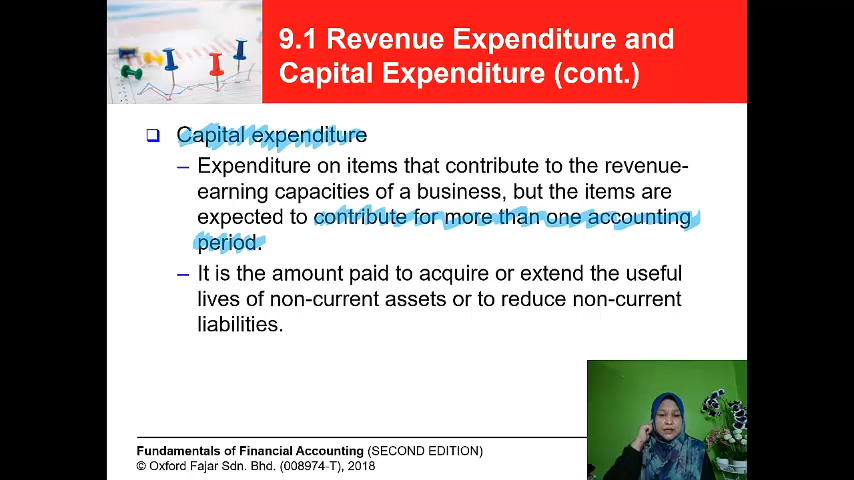 9.1 Revenue Expenditure and
Capital Expenditure (cont.)
❑ Capital expenditure
– Expenditure on items that contribute to the revenue-
earning capacities of a business, but the items are
expected to contribute for more than one accounting
period.
– It is the amount paid to acquire or extend the useful
lives of non-current assets or to reduce non-current
liabilities.
Fundamentals of Financial Accounting (SECOND EDITION)
© Oxford Fajar Sdn. Bhd. (008974-T), 2018